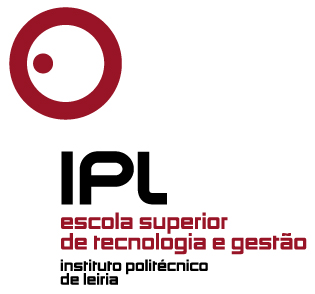 IPL
escola superior
de tecnologia e gestão
instituto politécnico
de leiria